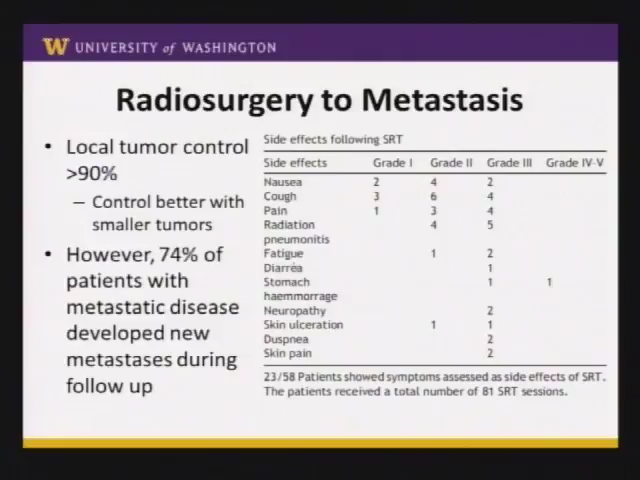 W UNIVERSITY of WASHINGTON
Radiosurgery to Metastasis
• Local tumor control
>90%
– Control better with
smaller tumors
• However, 74% of
patients with
metastatic disease
developed new
metastases during
follow up
Side effects following SRT
Side effects Grade I Grade II Grade III Grade IV-V
Nausea 2 4 2
Cough 3 6 4
Pain 1 3 4
Radiation 4 5
pneumonitis
Fatigue 1 2
Diarréa 1
Stomach 1 1
haemmorrage
Neuropathy 2
Skin ulceration 1 1
Duspnea 2
Skin pain 2
23/58 Patients showed symptoms assessed as side effects of SRT.
The patients received a total number of 81 SRT sessions.